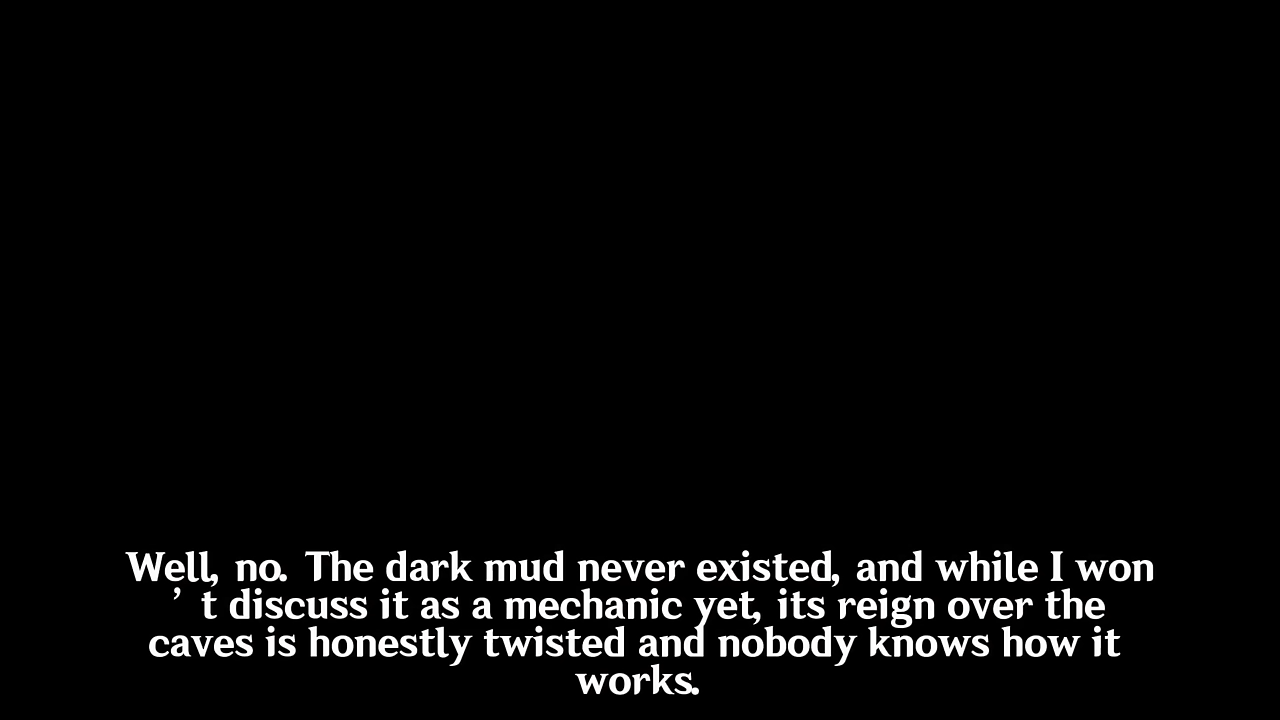 Well, no. The dark mud never existed, and while I won
’ t discuss it as a mechanic yet, its reign over the
caves is honestly twisted and nobody knows how it
works.